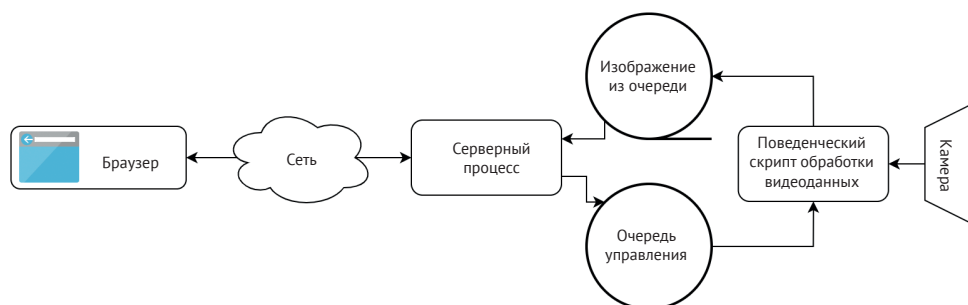 Браузер
Сеть
Серверный
процесс
Изображение
из очереди
Очередь
управления
Поведенческий
скрипт обработки
видеоданных
Камера